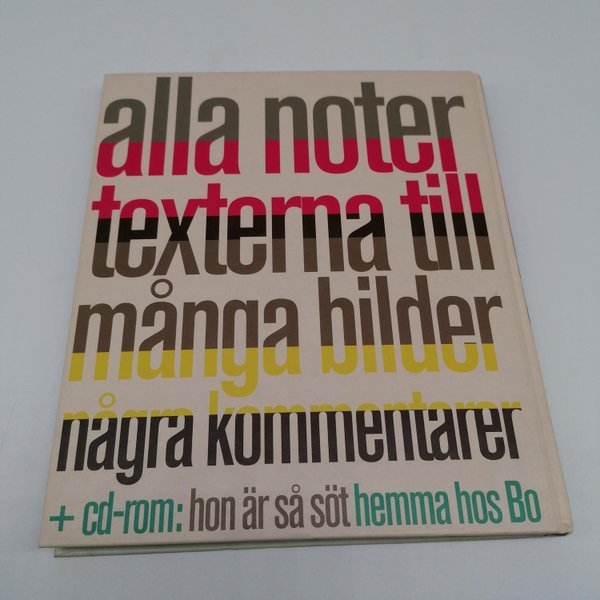 alla noter
texterna till
många bilder
några kommentarer
+ cd-rom: hon är så söt hemma hos Bo